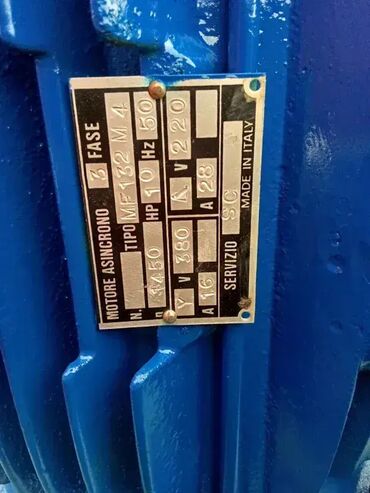 MOTORE ASINCRONO 3 FASE
N. TIPO MF132 M 4
n 1450 HP 10 Hz 50
Y V 380 V 220
A 16 A 28
SERVIZIO SC
MADE IN ITALY